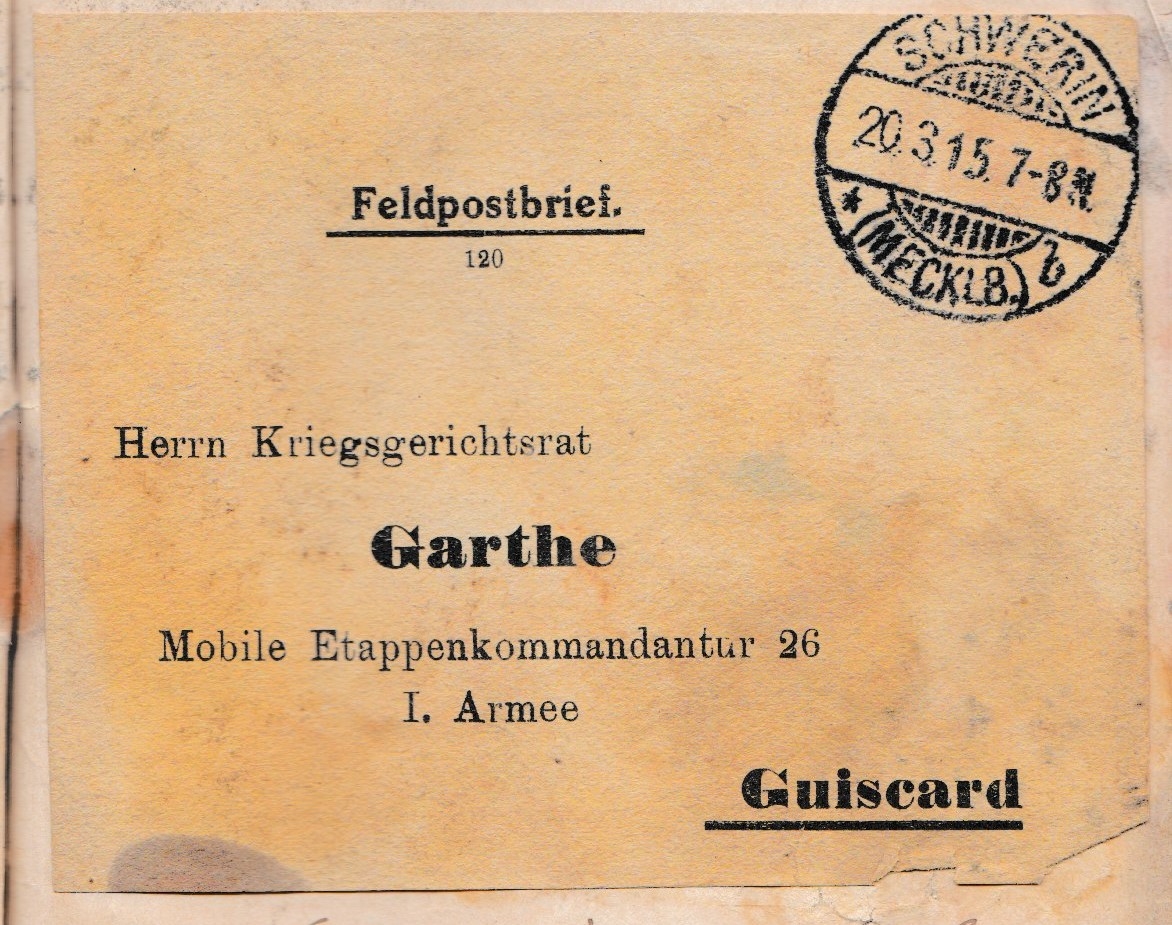 SCHWERIN
20.3.15. 7-8N.
* (MECKLB.) b
Feldpostbrief.
120
Herrn Kriegsgerichtsrat
Garthe
Mobile Etappenkommandantur 26
I. Armee
Guiscard